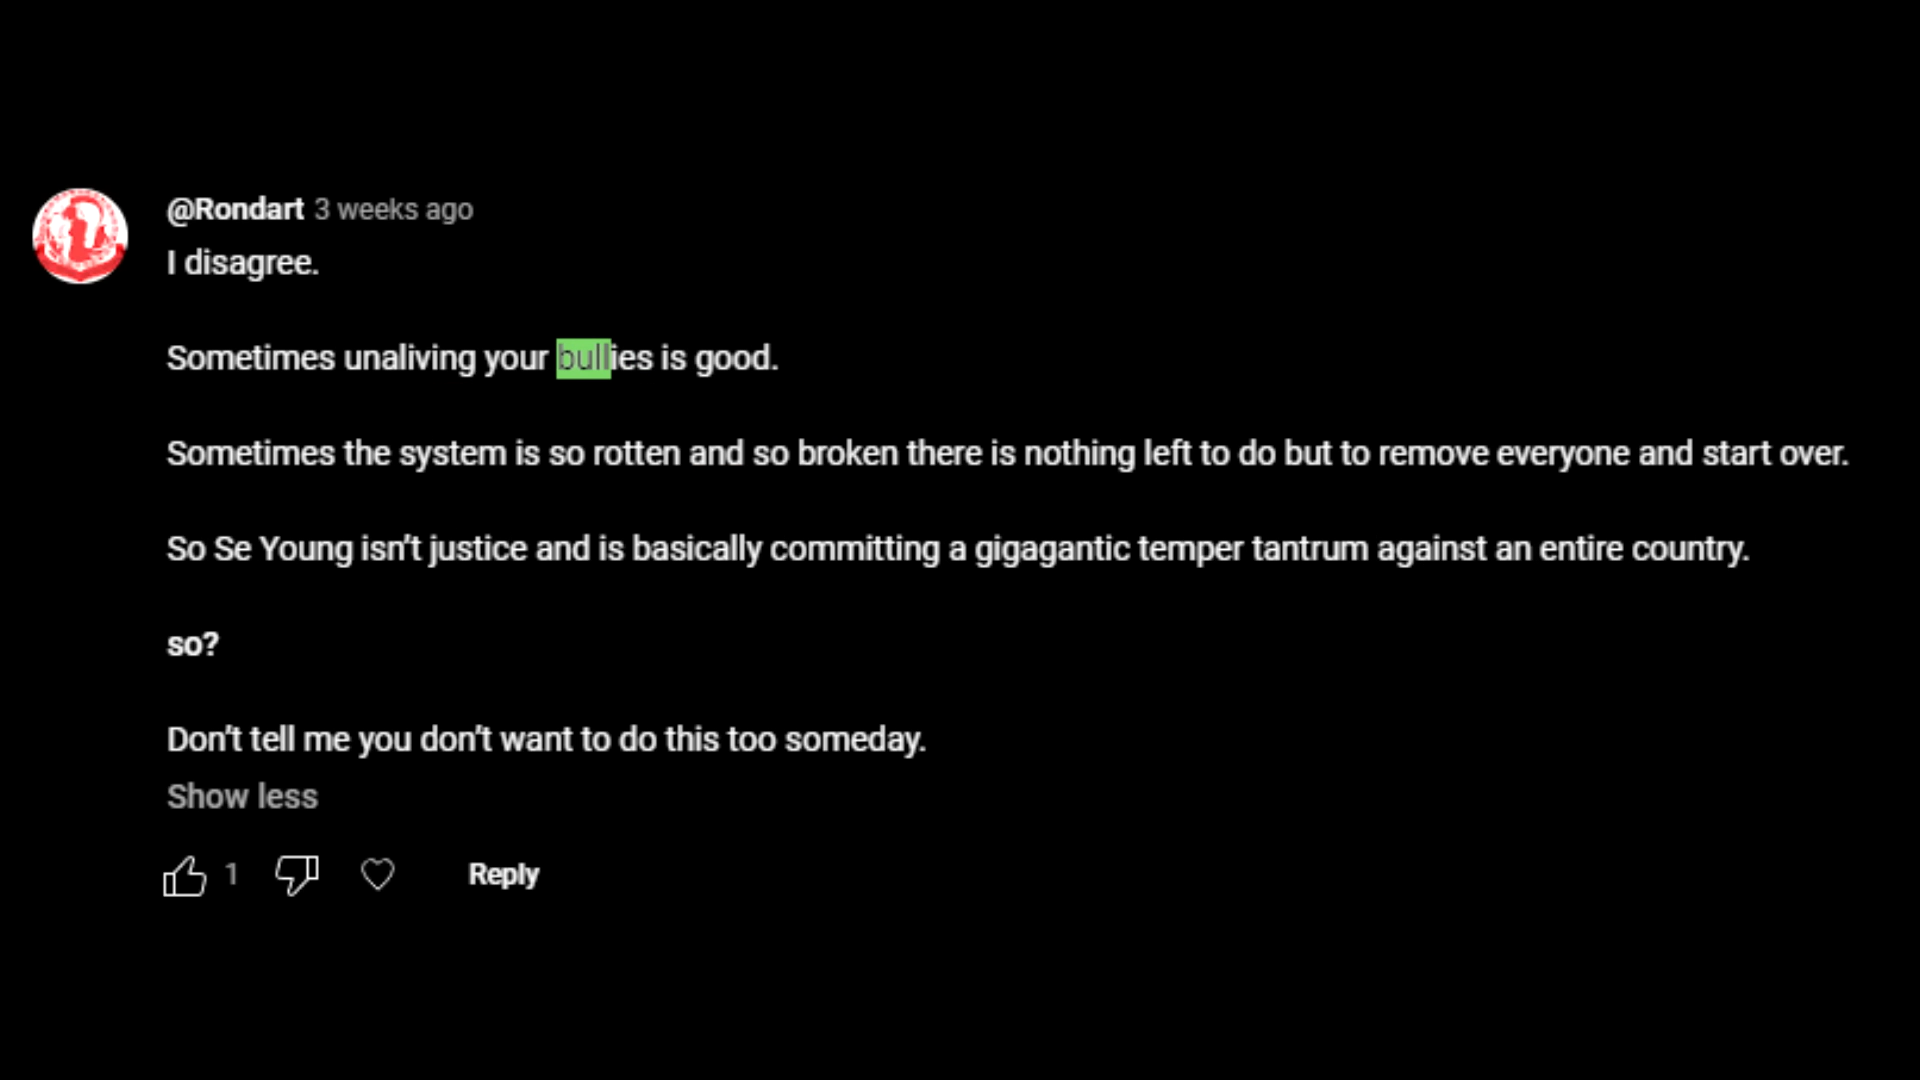 @Rondart 3 weeks ago
I disagree.
Sometimes unaliving your bullies is good.
Sometimes the system is so rotten and so broken there is nothing left to do but to remove everyone and start over.
So Se Young isn't justice and is basically committing a gigagantic temper tantrum against an entire country.
so?
Don't tell me you don't want to do this too someday.
Show less
1 Reply